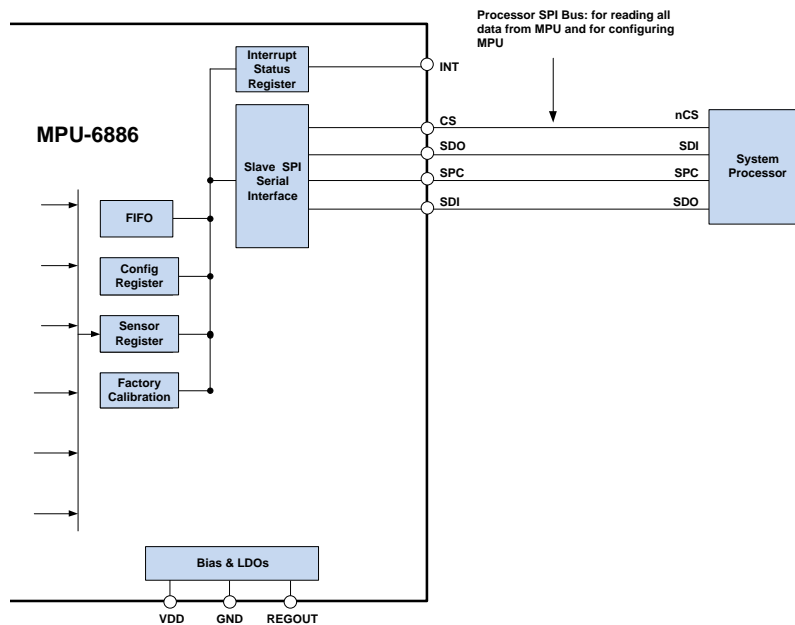 Processor SPI Bus: for reading all
data from MPU and for configuring
MPU
Interrupt
Status
Register
INT
MPU-6886
Slave SPI
Serial
Interface
CS
nCS
SDO
SDI
SPC
SPC
SDI
SDO
System
Processor
FIFO
Config
Register
Sensor
Register
Factory
Calibration
Bias & LDOs
VDD
GND
REGOUT